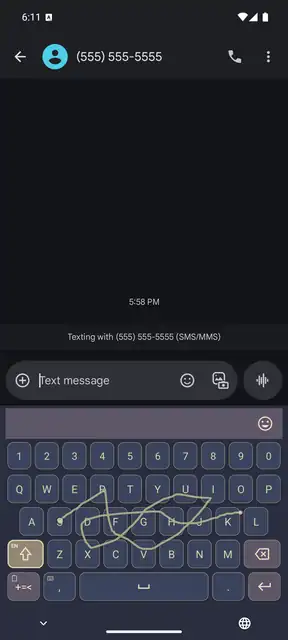 6:11 A
(555) 555-5555
5:58 PM
Texting with (555) 555-5555 (SMS/MMS)
Text message
1 2 3 4 5 6 7 8 9 0
Q W E R T Y U I O P
A S D F G H J K L
EN Z X C V B N M
+=< , .